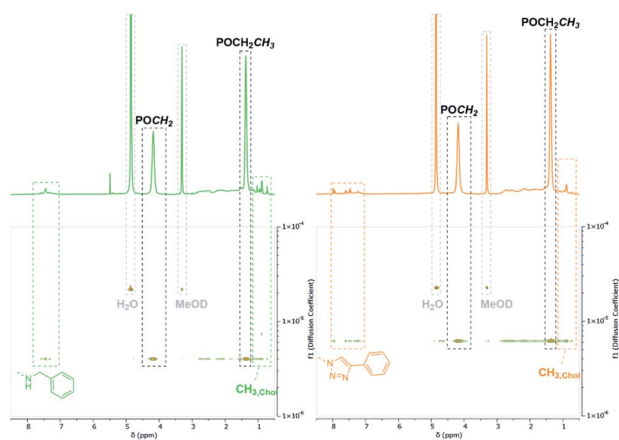 POCH2CH3
POCH2
H2O
MeOD
CH3,Chol
N
H
8
7
6
5
4
3
2
1
δ (ppm)
1×10-4
1×10-5
1×10-6
f1 (Diffusion Coefficient)
POCH2CH3
POCH2
H2O
MeOD
CH3,Chol
N
N=N
8
7
6
5
4
3
2
1
δ (ppm)
1×10-4
1×10-5
1×10-6
f1 (Diffusion Coefficient)